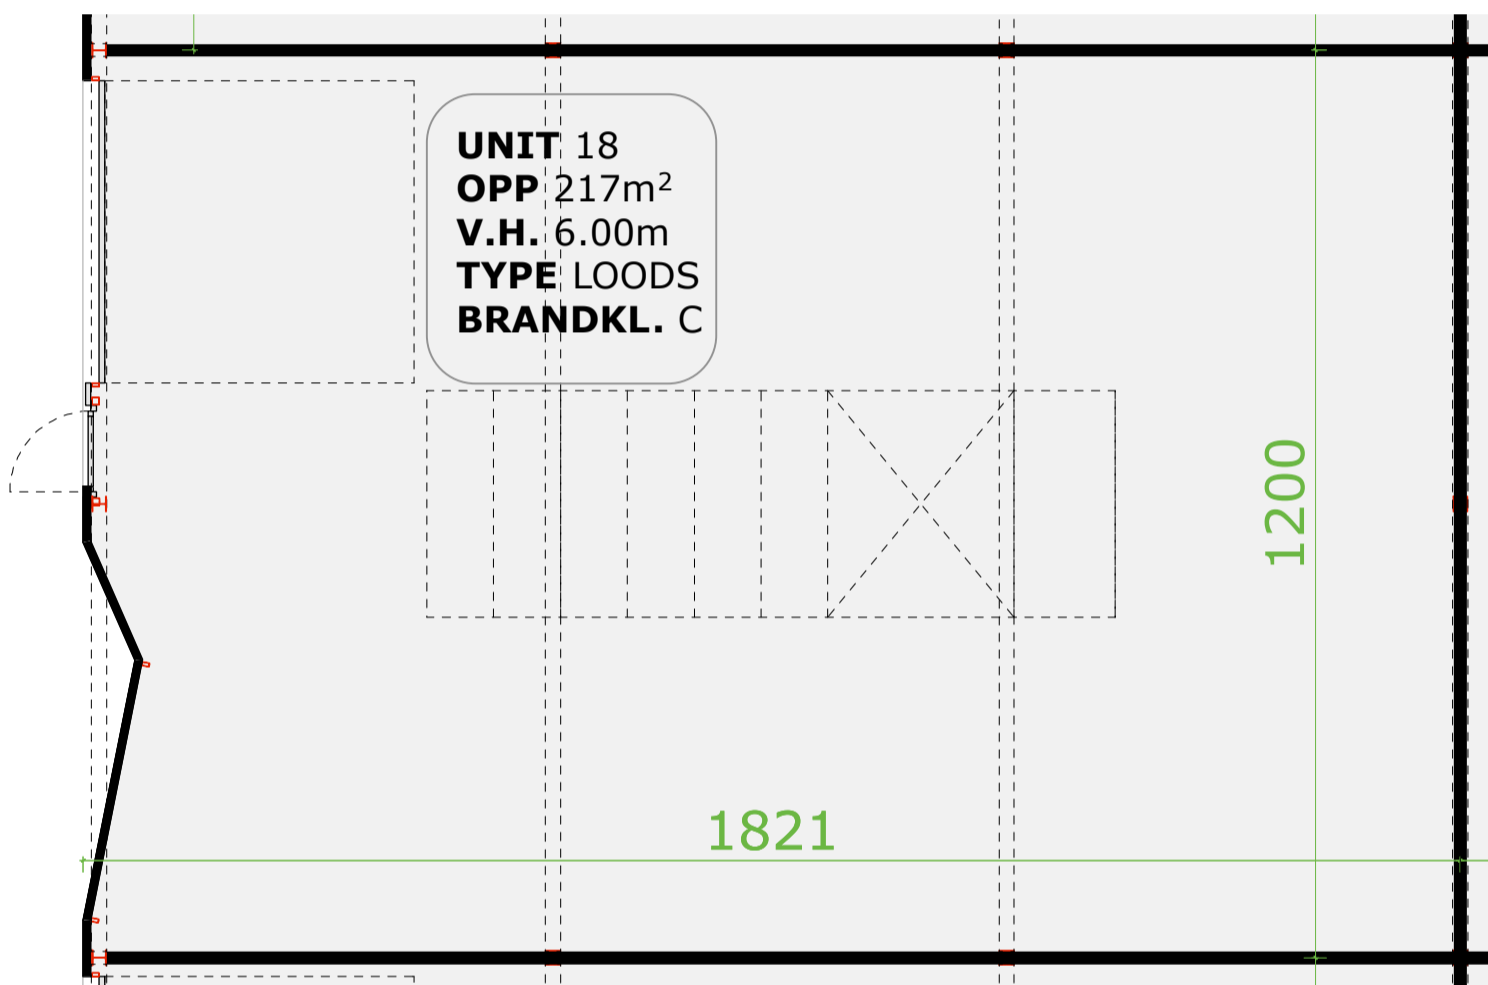 UNIT 18
OPP 217m²
V.H. 6.00m
TYPE LOODS
BRANDKL. C
1200
1821